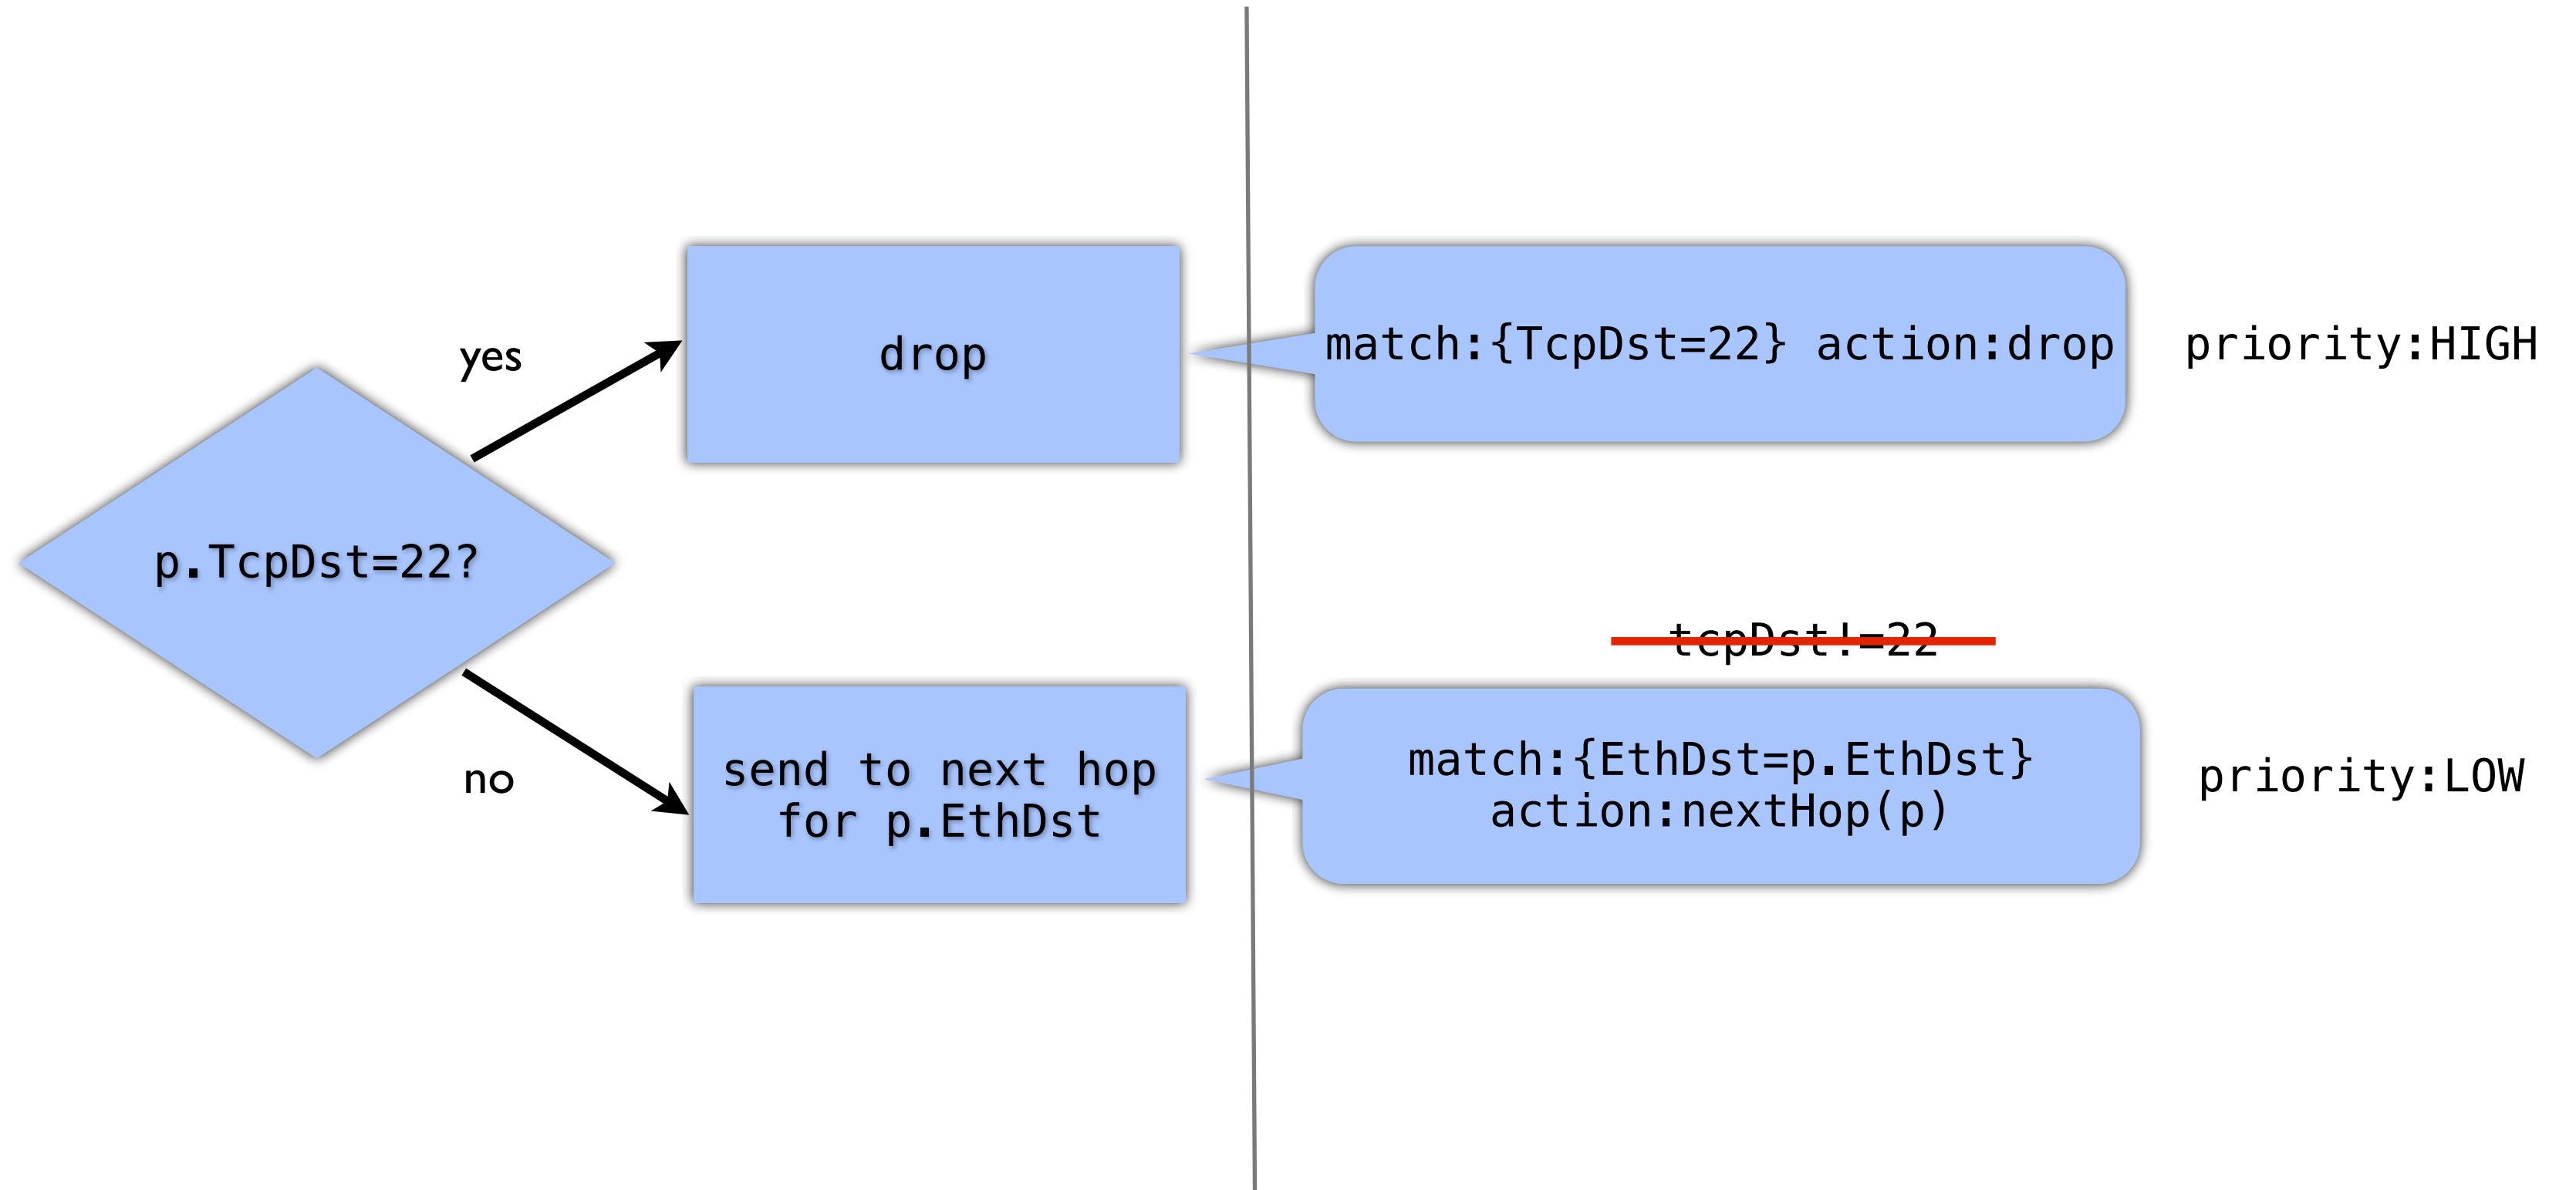 yes
drop
match:{TcpDst=22} action:drop
priority:HIGH
p.TcpDst=22?
tcpDst!=22
no
send to next hop
for p.EthDst
match:{EthDst=p.EthDst}
action:nextHop(p)
priority:LOW